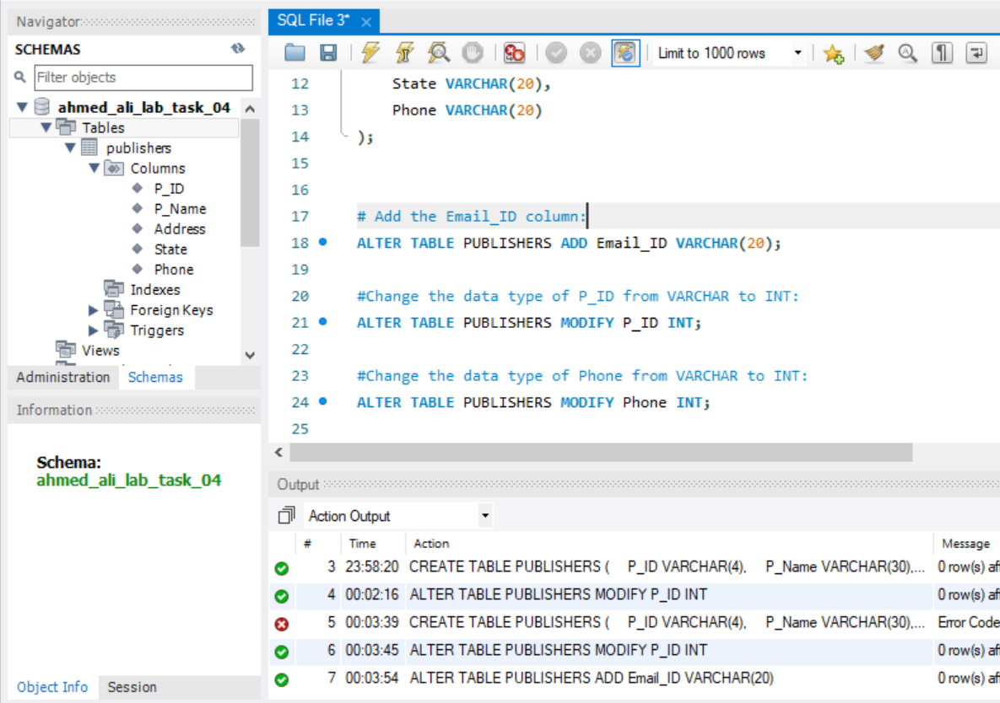 Navigator
SCHEMAS
Filter objects
ahmed_ali_lab_task_04
Tables
publishers
Columns
P_ID
P_Name
Address
State
Phone
Indexes
Foreign Keys
Triggers
Views
Administration Schemas
Information
Schema:
ahmed_ali_lab_task_04
Object Info Session
SQL File 3*
Limit to 1000 rows
12 State VARCHAR(20),
13 Phone VARCHAR(20)
14 );
15
16
17 # Add the Email_ID column:
18 ALTER TABLE PUBLISHERS ADD Email_ID VARCHAR(20);
19
20 #Change the data type of P_ID from VARCHAR to INT:
21 ALTER TABLE PUBLISHERS MODIFY P_ID INT;
22
23 #Change the data type of Phone from VARCHAR to INT:
24 ALTER TABLE PUBLISHERS MODIFY Phone INT;
25
Output
Action Output
# Time Action Message
3 23:58:20 CREATE TABLE PUBLISHERS ( P_ID VARCHAR(4), P_Name VARCHAR(30),... 0 row(s) aff
4 00:02:16 ALTER TABLE PUBLISHERS MODIFY P_ID INT 0 row(s) aff
5 00:03:39 CREATE TABLE PUBLISHERS ( P_ID VARCHAR(4), P_Name VARCHAR(30),... Error Code
6 00:03:45 ALTER TABLE PUBLISHERS MODIFY P_ID INT 0 row(s) aff
7 00:03:54 ALTER TABLE PUBLISHERS ADD Email_ID VARCHAR(20) 0 row(s) aff